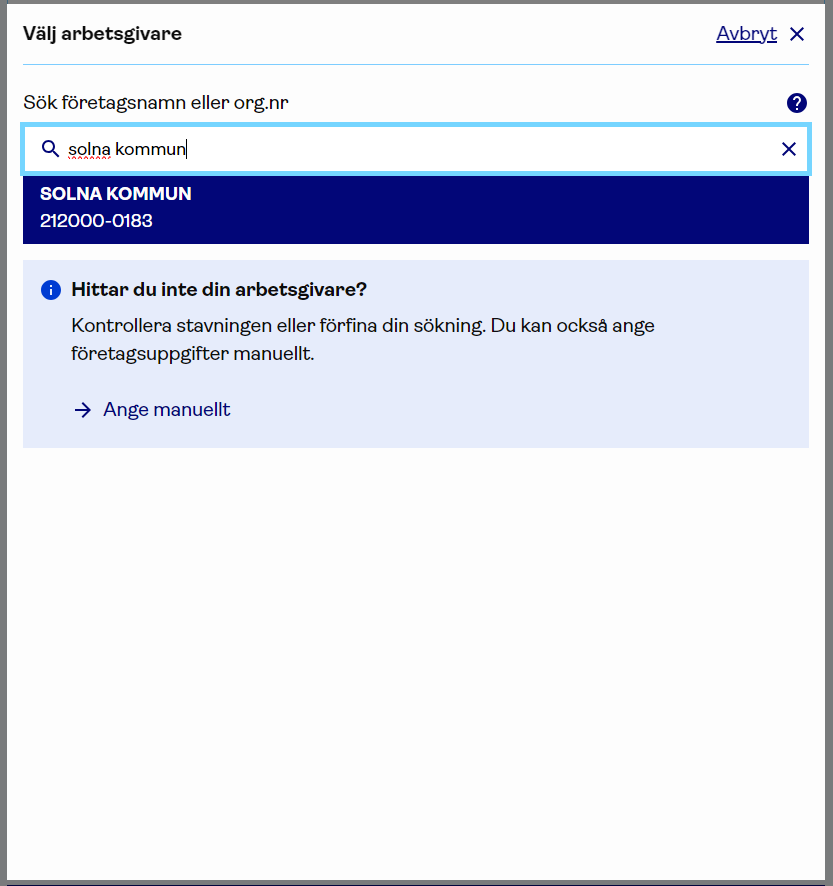 Välj arbetsgivare
Avbryt
Sök företagsnamn eller org.nr
solna kommun
SOLNA KOMMUN
212000-0183
Hittar du inte din arbetsgivare?
Kontrollera stavningen eller förfina din sökning. Du kan också ange
företagsuppgifter manuellt.
Ange manuellt